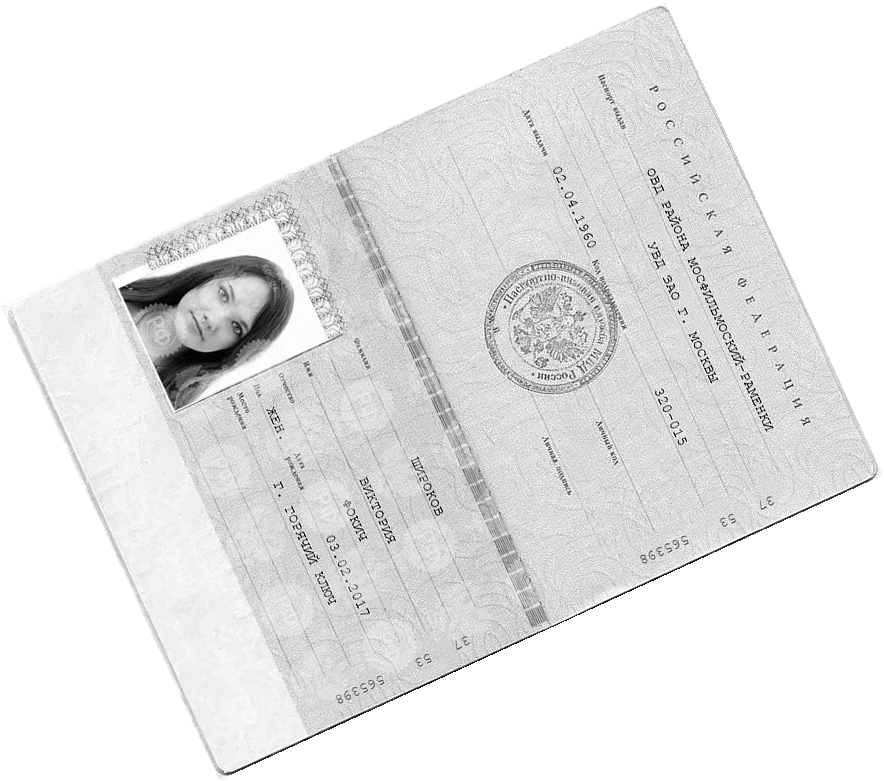 РОССИЙСКАЯ ФЕДЕРАЦИЯ
Паспорт выдан
ОВД РАЙОНА МОСФИЛЬМОСКИЙ-РАМЕНКИ
УВД ЗАО Г. МОСКВЫ
Дата выдачи 02.04.1960 Код подразделения 320-015
Личный код
Личная подпись
Паспортно-визовая служба МВД России
37 53 565398
Фамилия
ШИРОКОВ
Имя
ВИКТОРИЯ
Отчество
ФОКИЧ
Пол ЖЕН. Дата рождения 03.02.2017
Место рождения
Г. ГОРЯЧИЙ КЛЮЧ
37 53 565398